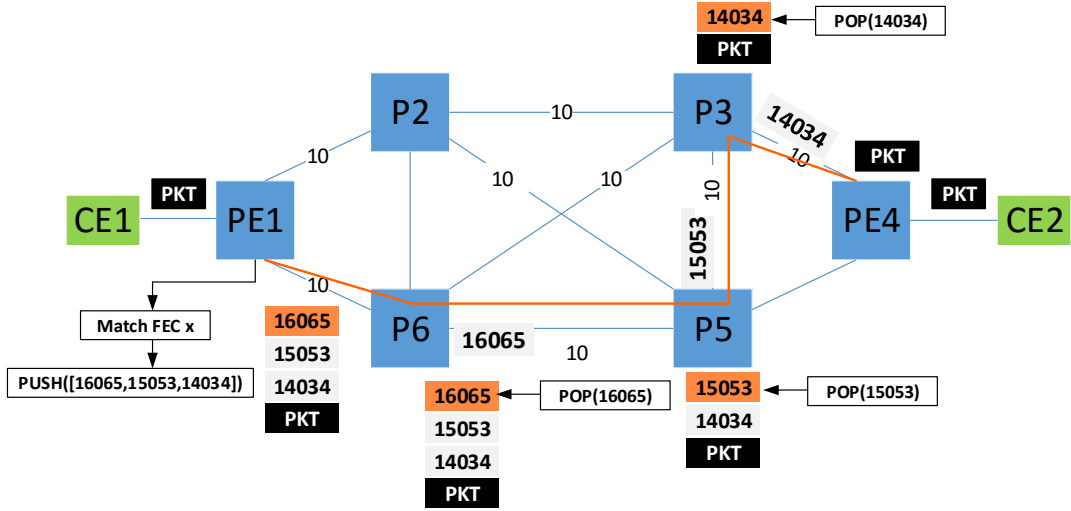 14034
POP(14034)
PKT
P2
10
P3
14034
10
PKT
10
10
10
10
PKT
PKT
CE1
PE1
PE4
CE2
15053
10
Match FEC x
16065
P6
16065
P5
10
15053
14034
PKT
PUSH([16065,15053,14034])
16065
POP(16065)
15053
POP(15053)
15053
14034
14034
PKT
PKT